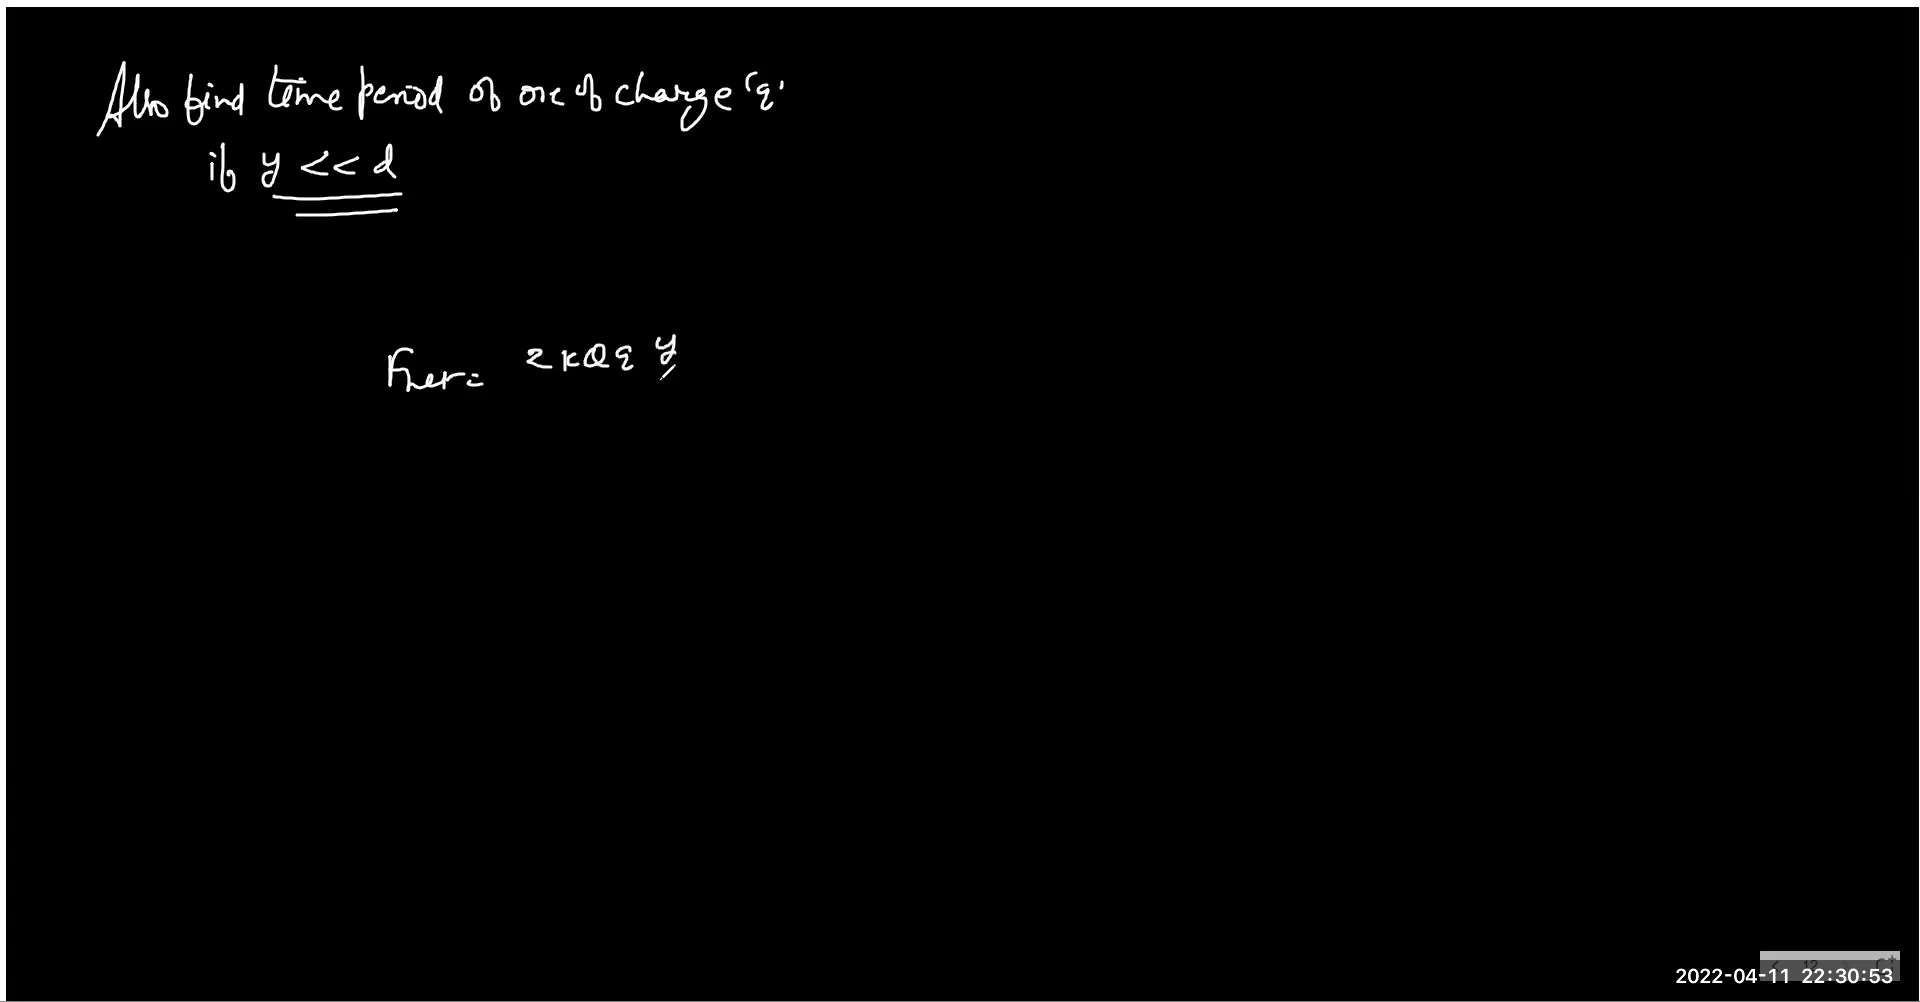 Also find time period of osc of charge 'q'
if y << d
Fnet = 2KQq y
2022-04-11 22:30:53